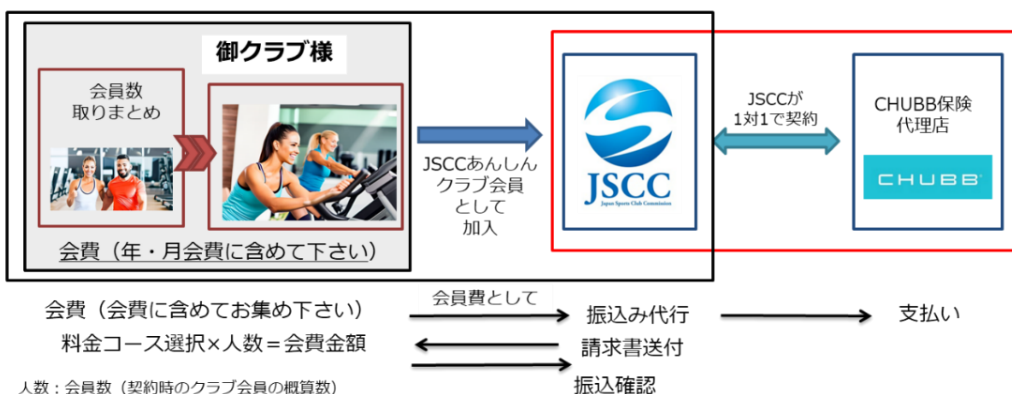 御クラブ様
会員数
取りまとめ
会費（年・月会費に含めて下さい）
JSCCあんしん
クラブ会員
として
加入
JSCC
Japan Sports Club Commission
JSCCが
1対1で契約
CHUBB保険
代理店
CHUBB
会費（会費に含めてお集め下さい）
会員費として
振込み代行
支払い
料金コース選択×人数＝会費金額
請求書送付
振込確認
人数：会員数（契約時のクラブ会員の概算数）